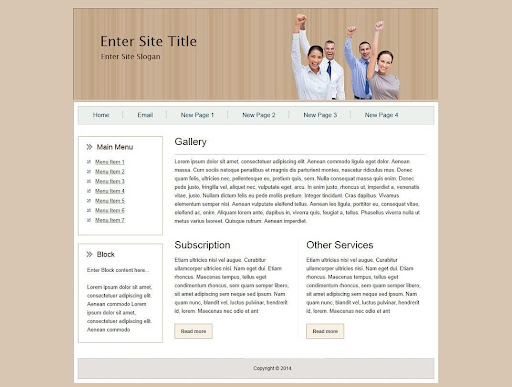 Enter Site Title
Enter Site Slogan
Home Email New Page 1 New Page 2 New Page 3 New Page 4
Main Menu
Menu Item 1
Menu Item 2
Menu Item 3
Menu Item 4
Menu Item 5
Menu Item 6
Menu Item 7
Block
Enter Block content here...
Lorem ipsum dolor sit amet,
consectetuer adipiscing elit.
Aenean commodo Lorem
ipsum dolor sit amet,
consectetuer adipiscing elit.
Aenean commodo
Gallery
Lorem ipsum dolor sit amet, consectetuer adipiscing elit. Aenean commodo ligula eget dolor. Aenean
massa. Cum sociis natoque penatibus et magnis dis parturient montes, nascetur ridiculus mus. Donec
quam felis, ultricies nec, pellentesque eu, pretium quis, sem. Nulla consequat massa quis enim. Donec
pede justo, fringilla vel, aliquet nec, vulputate eget, arcu. In enim justo, rhoncus ut, imperdiet a, venenatis
vitae, justo. Nullam dictum felis eu pede mollis pretium. Integer tincidunt. Cras dapibus. Vivamus
elementum semper nisi. Aenean vulputate eleifend tellus. Aenean leo ligula, porttitor eu, consequat vitae,
eleifend ac, enim. Aliquam lorem ante, dapibus in, viverra quis, feugiat a, tellus. Phasellus viverra nulla ut
metus varius laoreet. Quisque rutrum. Aenean imperdiet.
Subscription
Etiam ultricies nisi vel augue. Curabitur
ullamcorper ultricies nisi. Nam eget dui. Etiam
rhoncus. Maecenas tempus, tellus eget
condimentum rhoncus, sem quam semper libero,
sit amet adipiscing sem neque sed ipsum. Nam
quam nunc, blandit vel, luctus pulvinar, hendrerit
id, lorem. Maecenas nec odio et ant
Read more
Other Services
Etiam ultricies nisi vel augue. Curabitur
ullamcorper ultricies nisi. Nam eget dui. Etiam
rhoncus. Maecenas tempus, tellus eget
condimentum rhoncus, sem quam semper libero,
sit amet adipiscing sem neque sed ipsum. Nam
quam nunc, blandit vel, luctus pulvinar, hendrerit
id, lorem. Maecenas nec odio et ant
Read more
Copyright © 2014.